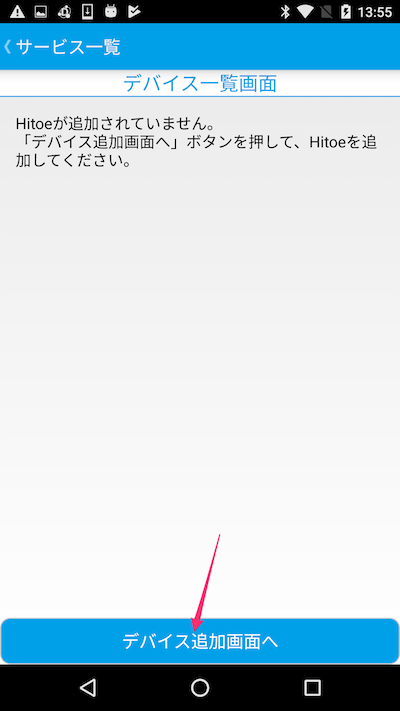 13:55
サービス一覧
デバイス一覧画面
Hitoeが追加されていません。
「デバイス追加画面へ」ボタンを押して、Hitoeを追
加してください。
デバイス追加画面へ